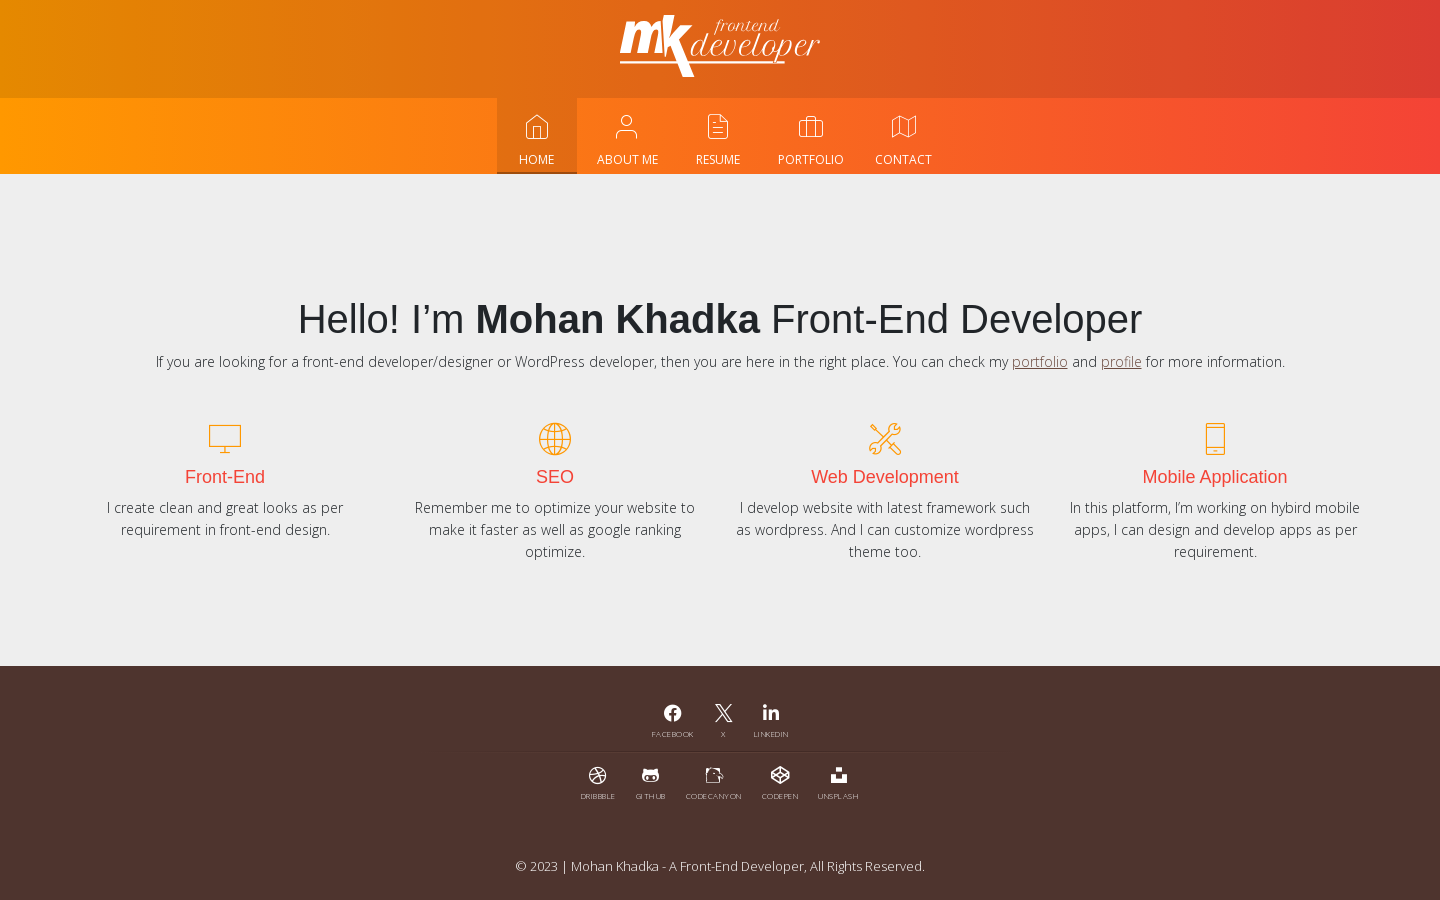 mk frontend
developer
HOME ABOUT ME RESUME PORTFOLIO CONTACT
Hello! I’m Mohan Khadka Front-End Developer
If you are looking for a front-end developer/designer or WordPress developer, then you are here in the right place. You can check my portfolio and profile for more information.
Front-End
I create clean and great looks as per
requirement in front-end design.
SEO
Remember me to optimize your website to
make it faster as well as google ranking
optimize.
Web Development
I develop website with latest framework such
as wordpress. And I can customize wordpress
theme too.
Mobile Application
In this platform, I’m working on hybird mobile
apps, I can design and develop apps as per
requirement.
FACEBOOK X LINKEDIN
DRIBBBLE GITHUB CODECANYON CODEPEN UNSPLASH
© 2023 | Mohan Khadka - A Front-End Developer, All Rights Reserved.